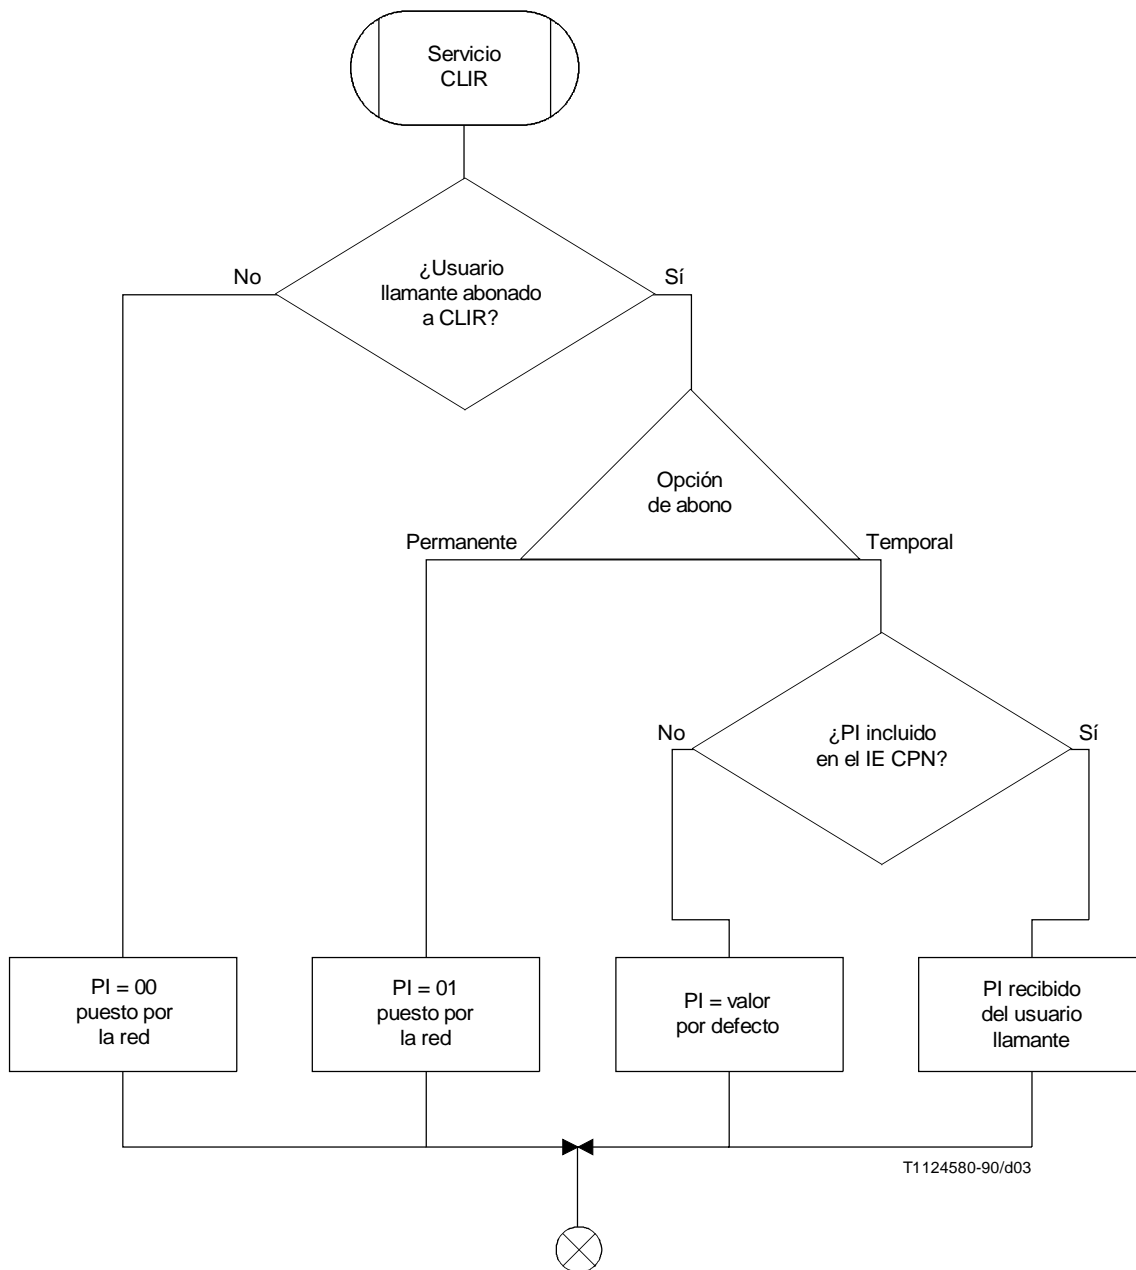 Servicio
CLIR
¿Usuario
llamante abonado
a CLIR?
No
Sí
Opción
de abono
Permanente
Temporal
¿PI incluido
en el IE CPN?
No
Sí
PI = 00
puesto por
la red
PI = 01
puesto por
la red
PI = valor
por defecto
PI recibido
del usuario
llamante
T1124580-90/d03